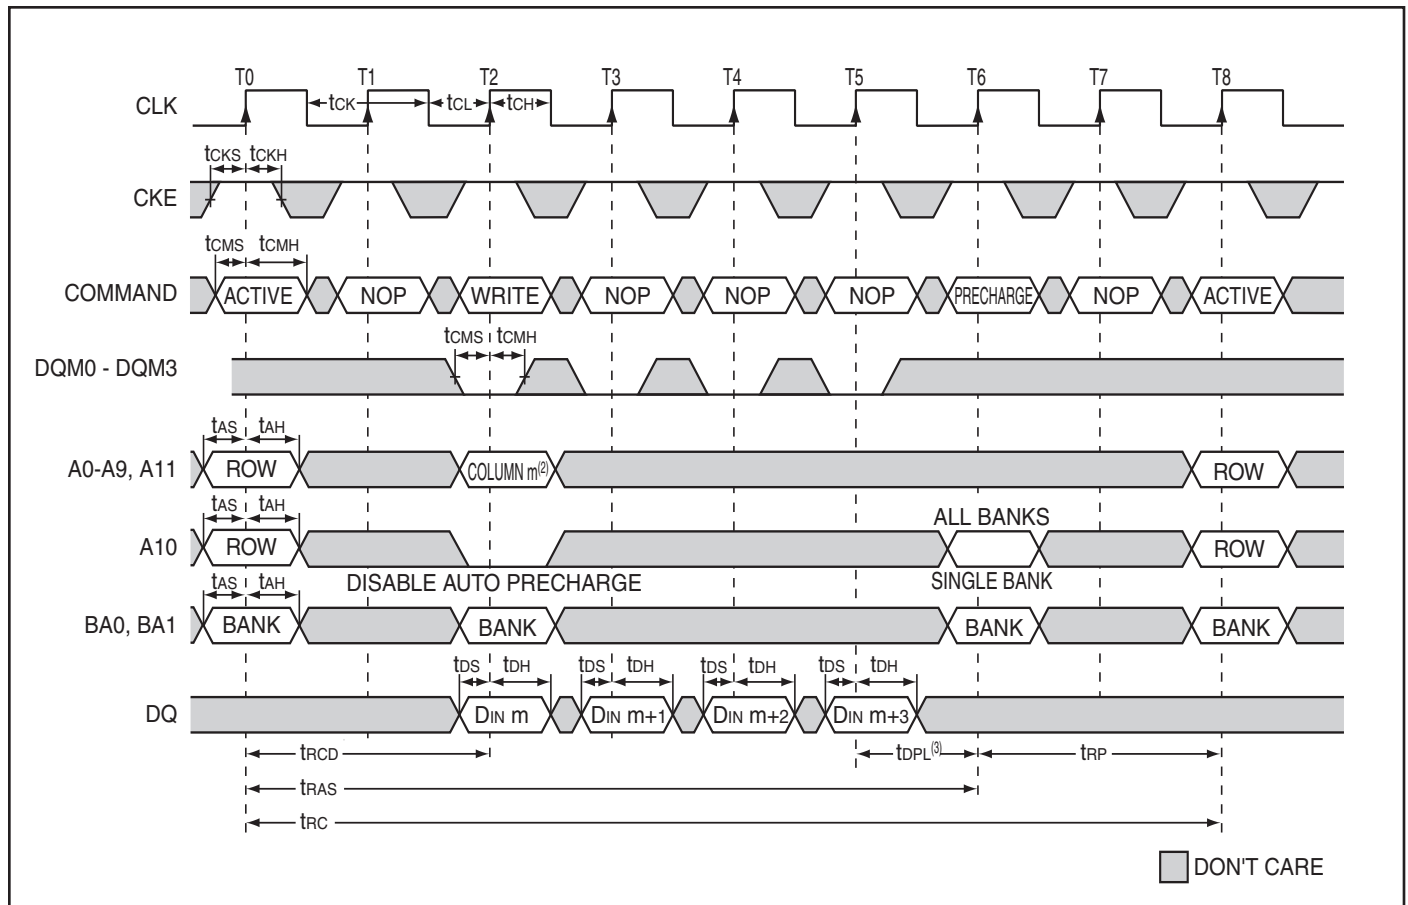 T0 T1 T2 T3 T4 T5 T6 T7 T8
CLK tCK tCL tCH
tCKS tCKH
CKE
tCMS tCMH
COMMAND ACTIVE NOP WRITE NOP NOP NOP PRECHARGE NOP ACTIVE
tCMS tCMH
DQM0 - DQM3
tAS tAH
A0-A9, A11 ROW COLUMN m(2) ROW
tAS tAH ALL BANKS
A10 ROW ROW
tAS tAH DISABLE AUTO PRECHARGE SINGLE BANK
BA0, BA1 BANK BANK BANK BANK
tDS tDH tDS tDH tDS tDH tDS tDH
DQ DIN m DIN m+1 DIN m+2 DIN m+3
tRCD tDPL(3) tRP
tRAS
tRC
DON'T CARE